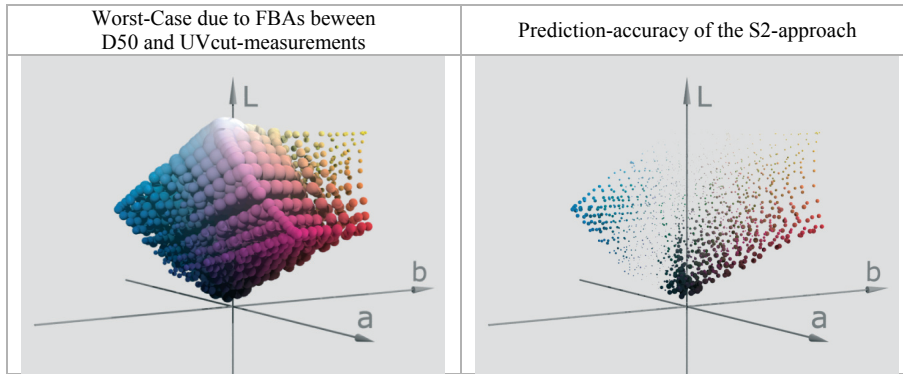 Worst-Case due to FBAs beween
D50 and UVcut-measurements
Prediction-accuracy of the S2-approach
L
b
a
L
b
a